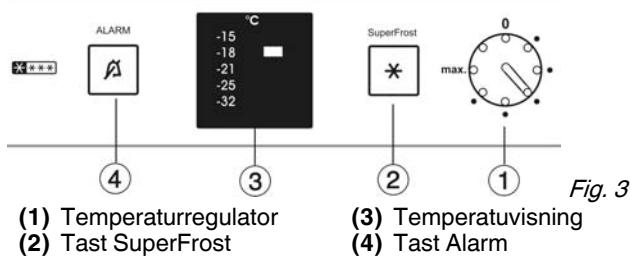 ALARM
°C
-15
-18
-21
-25
-32
SuperFrost
0
max.
4
3
2
1
Fig. 3
(1) Temperaturregulator
(2) Tast SuperFrost
(3) Temperatuvisning
(4) Tast Alarm